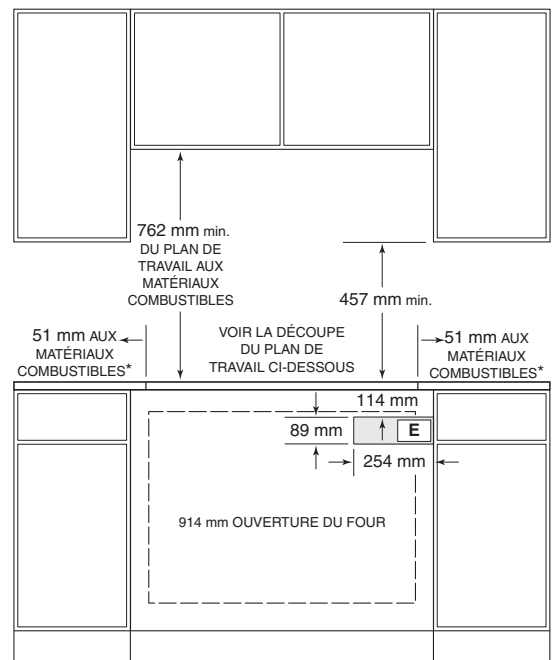 762 mm min.
DU PLAN DE
TRAVAIL AUX
MATÉRIAUX
COMBUSTIBLES
457 mm min.
51 mm AUX
MATÉRIAUX
COMBUSTIBLES*
VOIR LA DÉCOUPE
DU PLAN DE
TRAVAIL CI-DESSOUS
51 mm AUX
MATÉRIAUX
COMBUSTIBLES*
114 mm
89 mm
E
254 mm
914 mm OUVERTURE DU FOUR